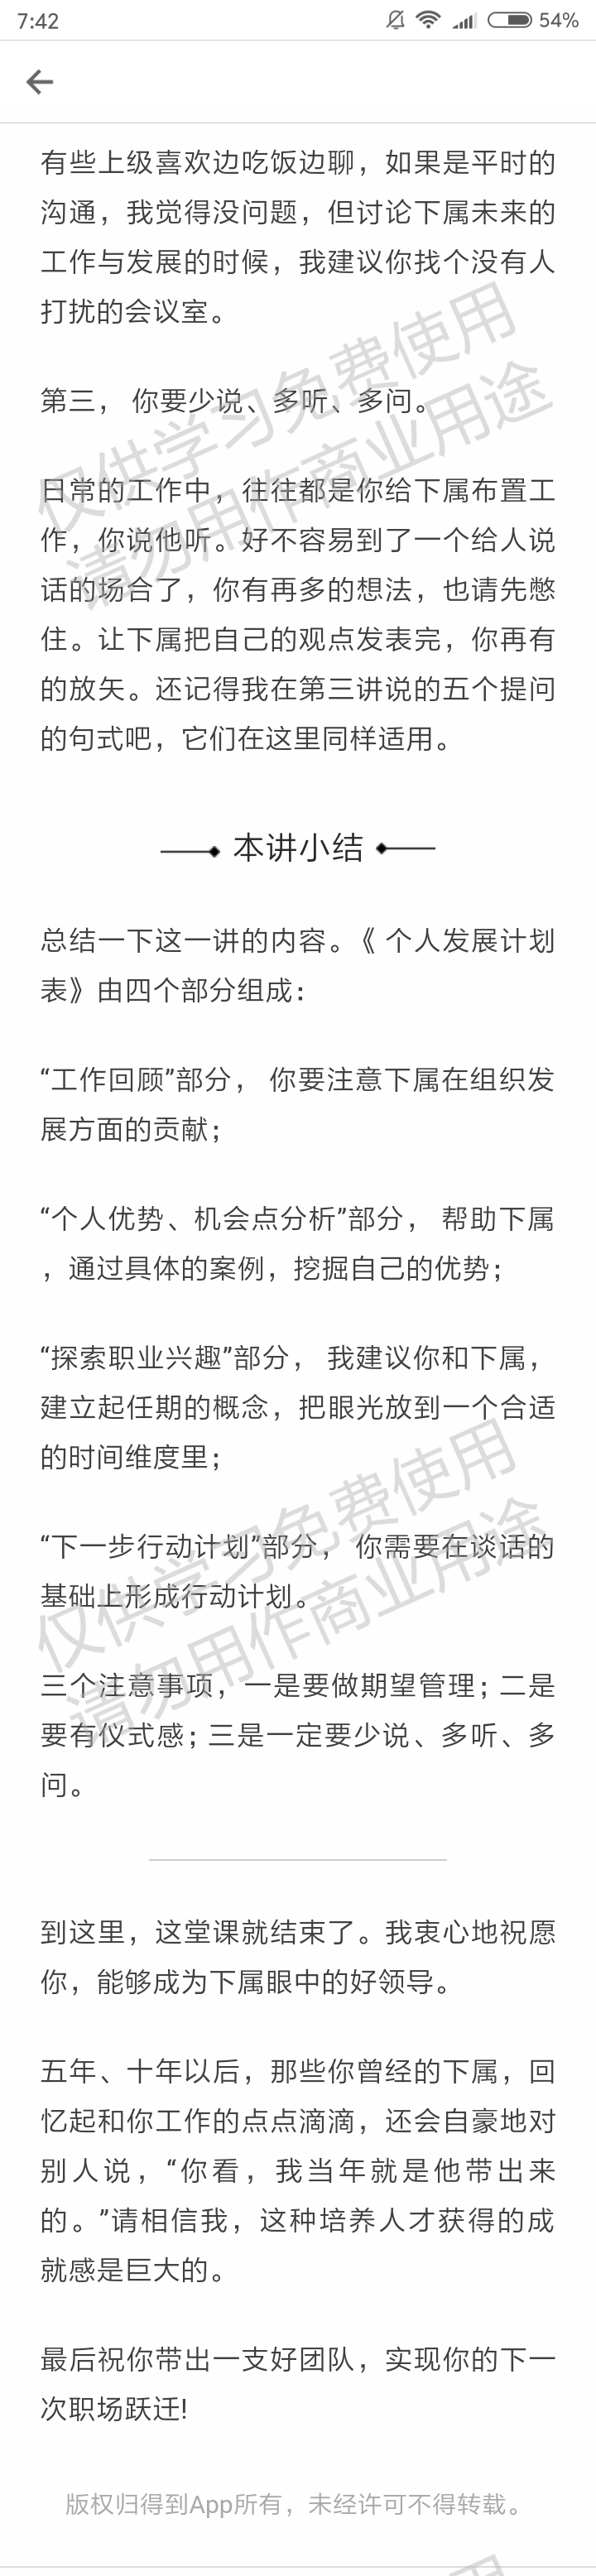 7:42
54%
有些上级喜欢边吃饭边聊，如果是平时的
沟通，我觉得没问题，但讨论下属未来的
工作与发展的时候，我建议你找个没有人
打扰的会议室。
第三， 你要少说、多听、多问。
日常的工作中，往往都是你给下属布置工
作，你说他听。好不容易到了一个给人说
话的场合了，你有再多的想法，也请先憋
住。让下属把自己的观点发表完，你再有
的放矢。还记得我在第三讲说的五个提问
的句式吧，它们在这里同样适用。
仅供学习免费使用
请勿用作商业用途
本讲小结
总结一下这一讲的内容。《 个人发展计划
表》由四个部分组成：
“工作回顾”部分， 你要注意下属在组织发
展方面的贡献；
“个人优势、机会点分析”部分， 帮助下属
，通过具体的案例，挖掘自己的优势；
“探索职业兴趣”部分， 我建议你和下属，
建立起任期的概念，把眼光放到一个合适
的时间维度里；
“下一步行动计划”部分， 你需要在谈话的
基础上形成行动计划。
仅供学习免费使用
请勿用作商业用途
三个注意事项，一是要做期望管理；二是
要有仪式感；三是一定要少说、多听、多
问。
到这里，这堂课就结束了。我衷心地祝愿
你，能够成为下属眼中的好领导。
五年、十年以后，那些你曾经的下属，回
忆起和你工作的点点滴滴，还会自豪地对
别人说，“你看，我当年就是他带出来
的。”请相信我，这种培养人才获得的成
就感是巨大的。
最后祝你带出一支好团队，实现你的下一
次职场跃迁!
版权归得到App所有，未经许可不得转载。
用